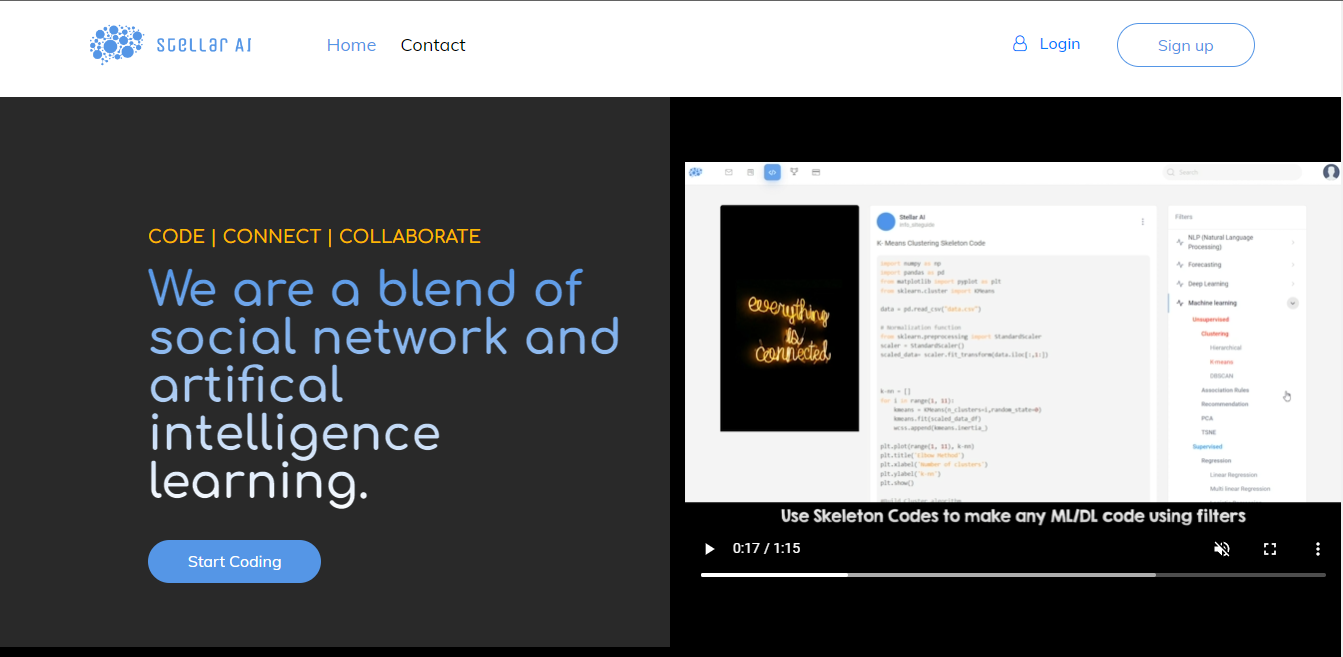 Stellar AI
Home
Contact
Login
Sign up
CODE | CONNECT | COLLABORATE
We are a blend of
social network and
artifical
intelligence
learning.
Start Coding
Search
everything
is
connected
Stellar AI
info_siteguide
K- Means Clustering Skeleton Code
import numpy as np
import pandas as pd
from matplotlib import pyplot as plt
from sklearn.cluster import KMeans
data = pd.read_csv("data.csv")
# Normalization function
from sklearn.preprocessing import StandardScaler
scaler = StandardScaler()
scaled_data= scaler.fit_transform(data.iloc[:,1:])
k-nn = []
for i in range(1, 11):
kmeans = KMeans(n_clusters=i,random_state=0)
kmeans.fit(scaled_data_df)
wcss.append(kmeans.inertia_)
plt.plot(range(1, 11), k-nn)
plt.title('Elbow Method')
plt.xlabel('Number of clusters')
plt.ylabel('k-nn')
plt.show()
#Build cluster algorithm
Filters
NLP (Natural Language
Processing)
Forecasting
Deep Learning
Machine learning
Unsupervised
Clustering
Hierarchical
K-means
DBSCAN
Association Rules
Recommendation
PCA
TSNE
Supervised
Regression
Linear Regression
Multi linear Regression
Use Skeleton Codes to make any ML/DL code using filters
0:17 / 1:15